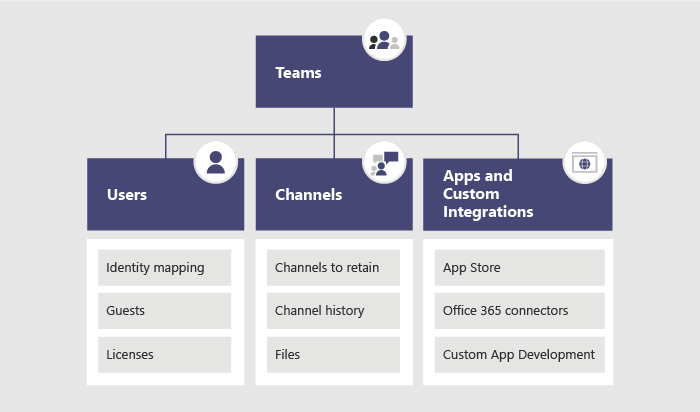 Teams
Users
Channels
Apps and
Custom
Integrations
Identity mapping
Guests
Licenses
Channels to retain
Channel history
Files
App Store
Office 365 connectors
Custom App Development